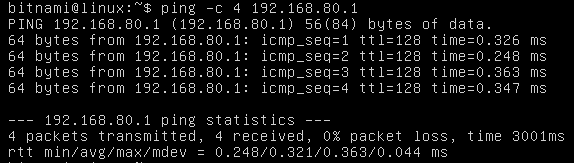 bitnami@linux:~$ ping -c 4 192.168.80.1
PING 192.168.80.1 (192.168.80.1) 56(84) bytes of data.
64 bytes from 192.168.80.1: icmp_seq=1 ttl=128 time=0.326 ms
64 bytes from 192.168.80.1: icmp_seq=2 ttl=128 time=0.248 ms
64 bytes from 192.168.80.1: icmp_seq=3 ttl=128 time=0.363 ms
64 bytes from 192.168.80.1: icmp_seq=4 ttl=128 time=0.347 ms

--- 192.168.80.1 ping statistics ---
4 packets transmitted, 4 received, 0% packet loss, time 3001ms
rtt min/avg/max/mdev = 0.248/0.321/0.363/0.044 ms